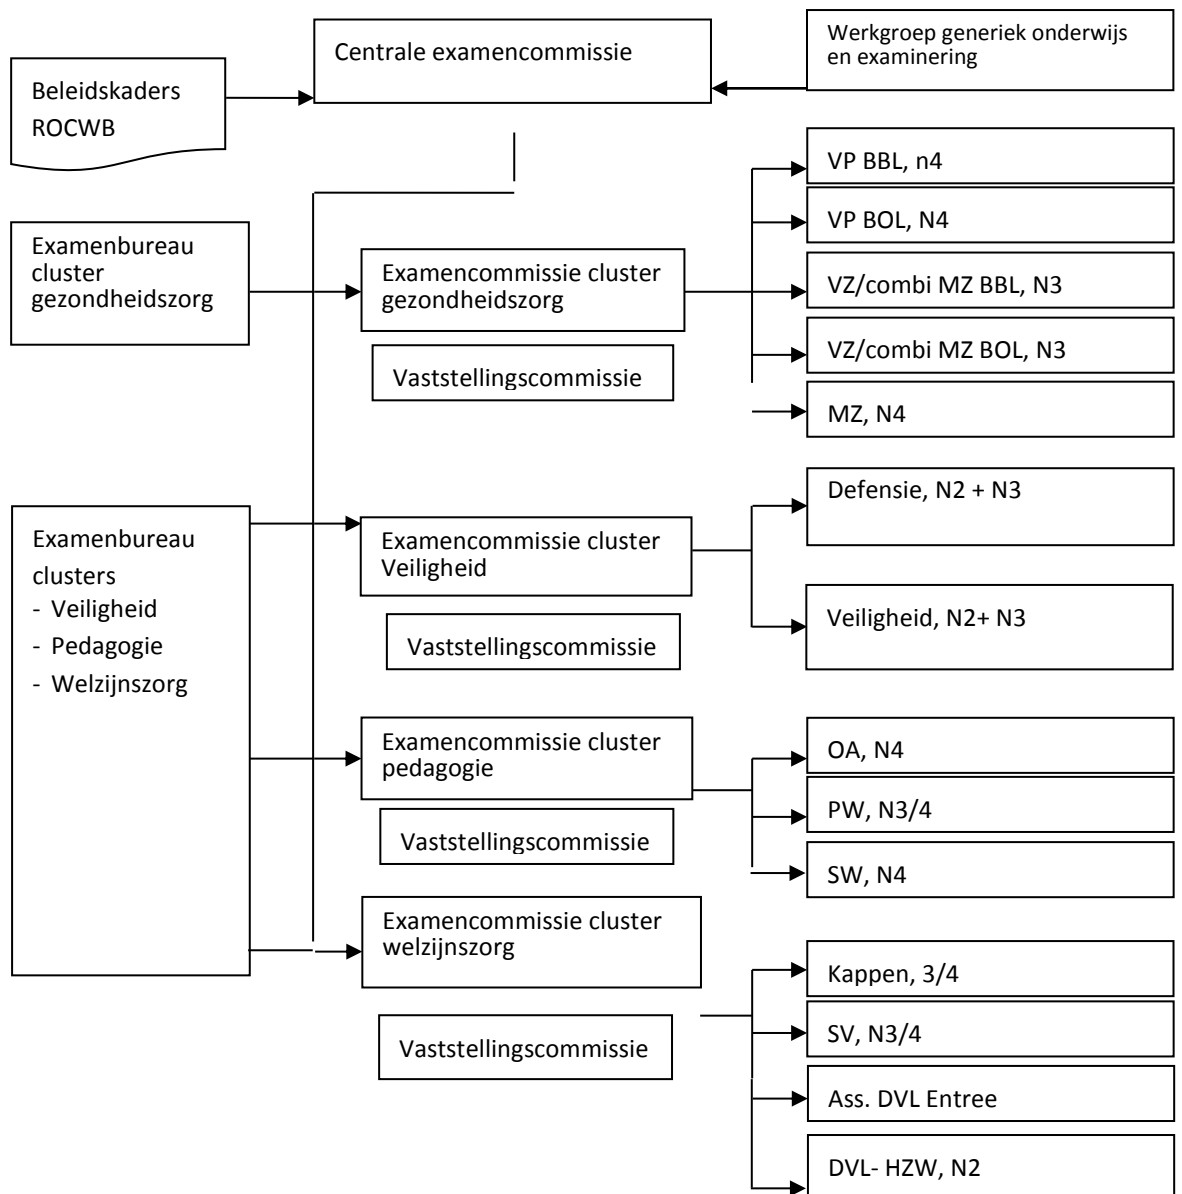 Centrale examencommissie
Werkgroep generiek onderwijs
en examinering
Beleidskaders
ROCWB
VP BBL, n4
VP BOL, N4
Examenbureau
cluster
gezondheidszorg
Examencommissie cluster
gezondheidszorg
VZ/combi MZ BBL, N3
VZ/combi MZ BOL, N3
Vaststellingscommissie
MZ, N4
Defensie, N2 + N3
Examenbureau
clusters
- Veiligheid
- Pedagogie
- Welzijnszorg
Examencommissie cluster
Veiligheid
Veiligheid, N2+ N3
Vaststellingscommissie
Examencommissie cluster
pedagogie
OA, N4
PW, N3/4
Vaststellingscommissie
SW, N4
Examencommissie cluster
welzijnszorg
Kappen, 3/4
Vaststellingscommissie
SV, N3/4
Ass. DVL Entree
DVL- HZW, N2